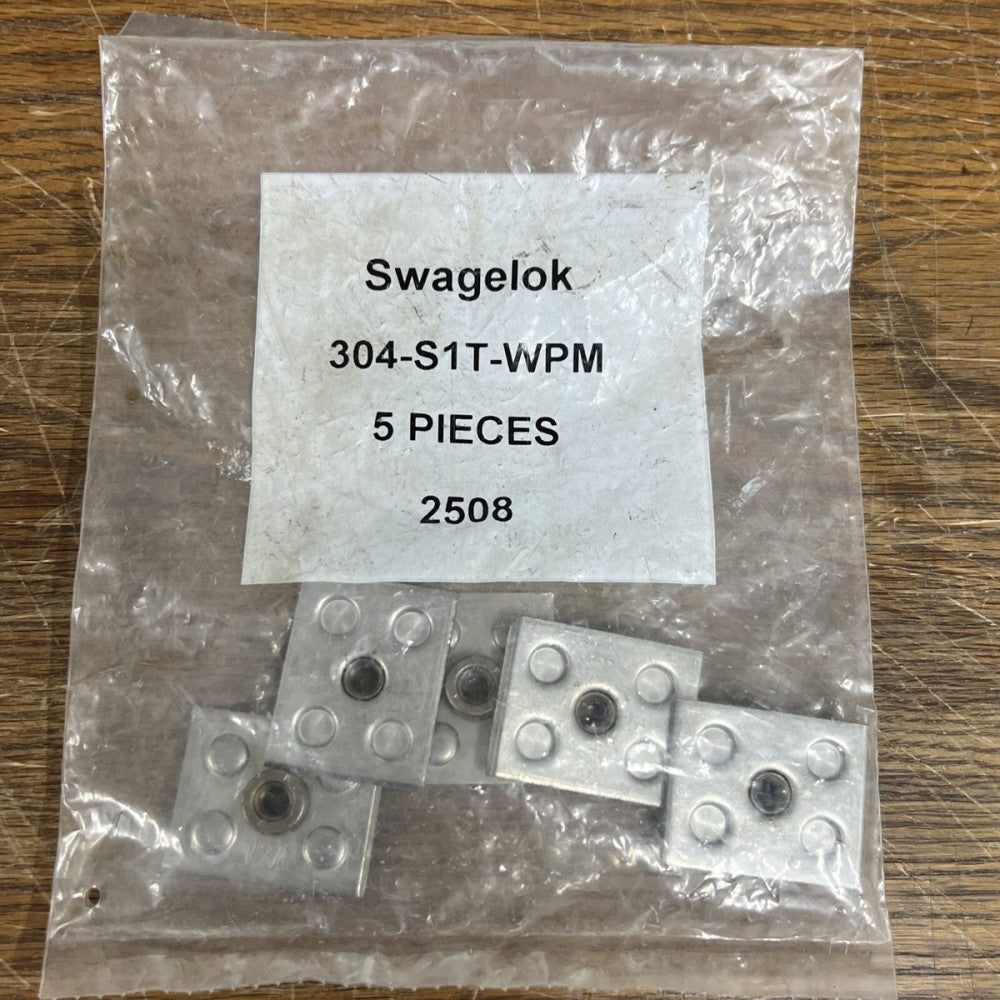 Swagelok
304-S1T-WPM
5 PIECES
2508